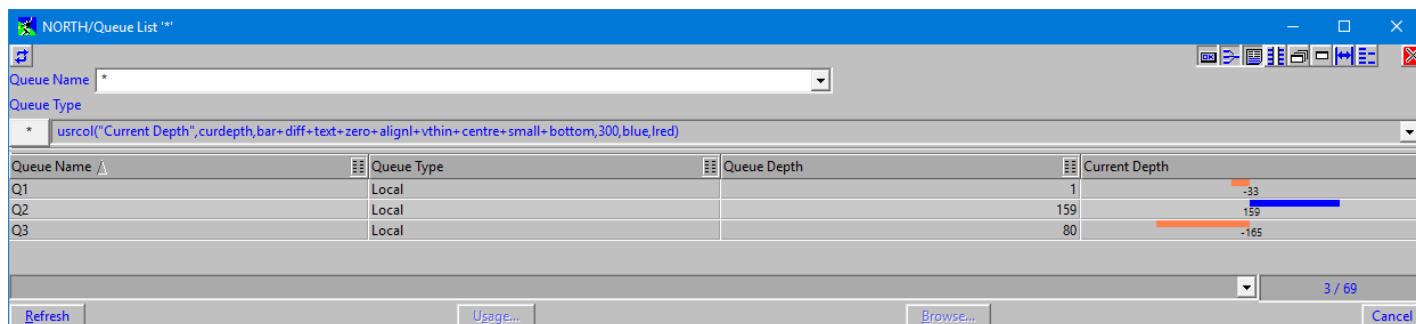 NORTH/Queue List '*'
Queue Name *
Queue Type
* usrcol("Current Depth",curdepth,bar+diff+text+zero+alignl+vthin+centre+small+bottom,300,blue,lred)
Queue Name Queue Type Queue Depth Current Depth
Q1 Local 1 -33
Q2 Local 159 159
Q3 Local 80 -165
3 / 69
Refresh Usage... Browse... Cancel